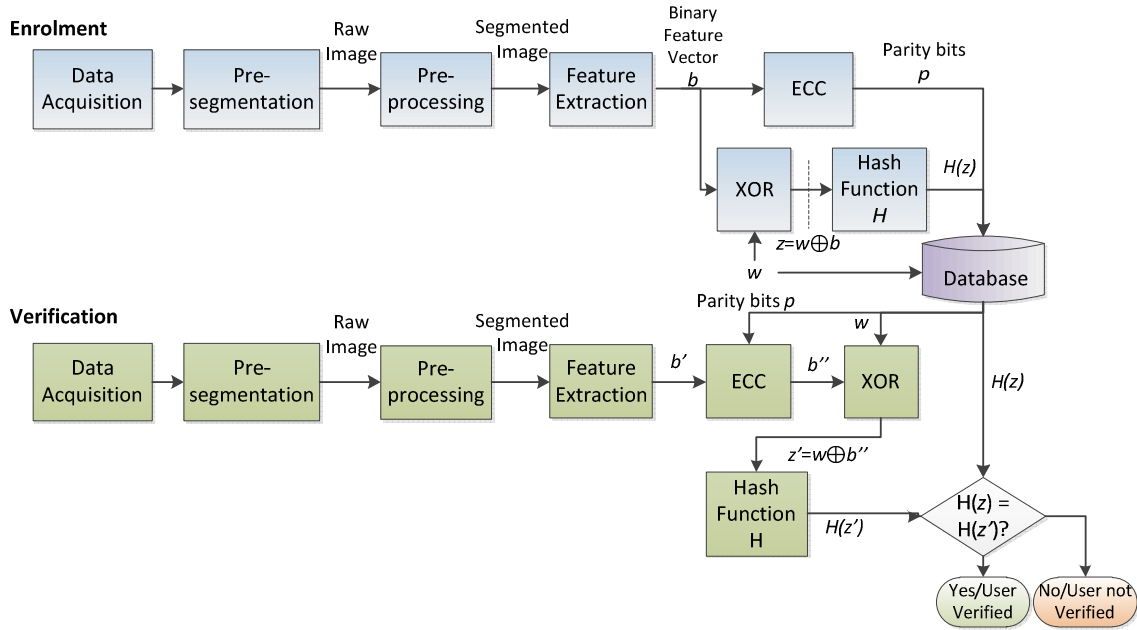 Enrolment
Data
Acquisition
Pre-
segmentation
Raw
Image
Pre-
processing
Segmented
Image
Feature
Extraction
Binary
Feature
Vector
b
ECC
Parity bits
p
XOR
z=w⊕b
Hash
Function
H
H(z)
w
Database
Verification
Data
Acquisition
Pre-
segmentation
Raw
Image
Pre-
processing
Segmented
Image
Feature
Extraction
b’
Parity bits p
ECC
b’’
w
XOR
H(z)
z’=w⊕b’’
Hash
Function
H
H(z’)
H(z) =
H(z’)?
Yes/User
Verified
No/User not
Verified